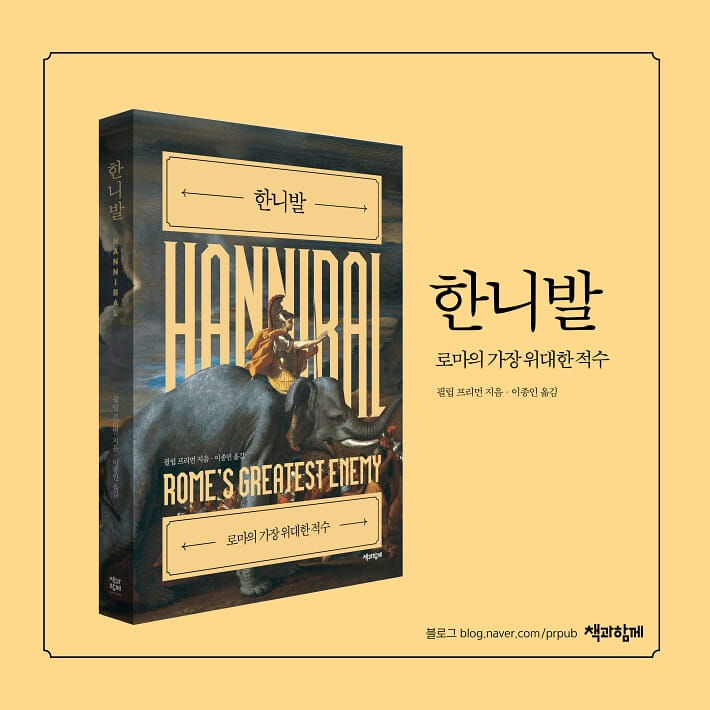 한니발
HANNIBAL
필립 프리먼 지음 · 이종인 옮김
책과함께
한니발
HANNIBAL
필립 프리먼 지음 · 이종인 옮김
ROME'S GREATEST ENEMY
로마의 가장 위대한 적수
책과함께
한니발
로마의 가장 위대한 적수
필립 프리먼 지음 · 이종인 옮김
블로그 blog.naver.com/prpub 책과함께